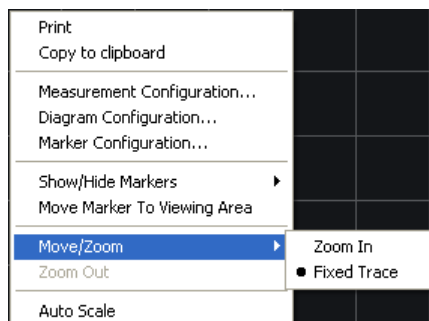 Print
Copy to clipboard
Measurement Configuration...
Diagram Configuration...
Marker Configuration...
Show/Hide Markers
Move Marker To Viewing Area
Move/Zoom
Zoom In
Zoom Out
Fixed Trace
Auto Scale